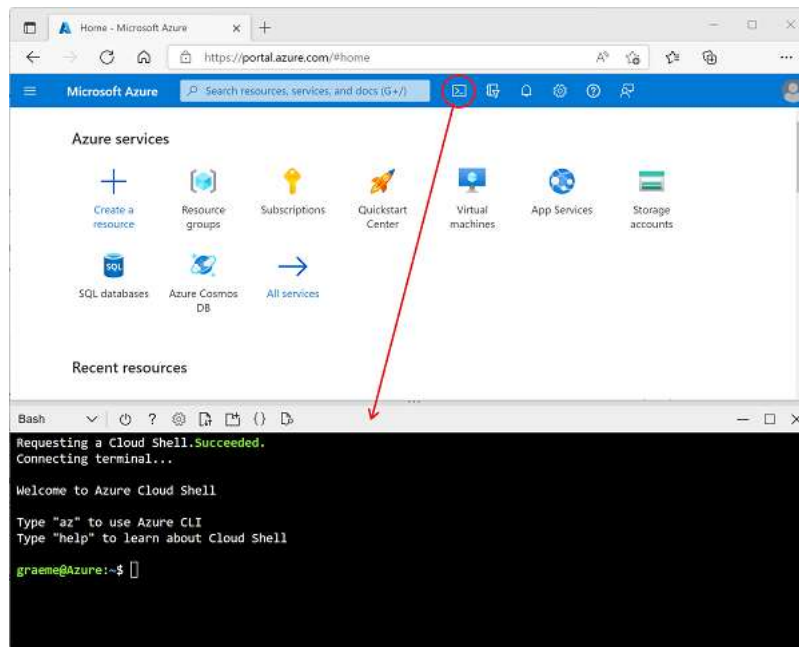 Home - Microsoft Azure
https://portal.azure.com/#home
Microsoft Azure
Search resources, services, and docs (G+/)
Azure services
Create a resource
Resource groups
Subscriptions
Quickstart Center
Virtual machines
App Services
Storage accounts
SQL
SQL databases
Azure Cosmos DB
All services
Recent resources
Bash
Requesting a Cloud Shell.Succeeded.
Connecting terminal...
Welcome to Azure Cloud Shell
Type "az" to use Azure CLI
Type "help" to learn about Cloud Shell
graeme@Azure:~$